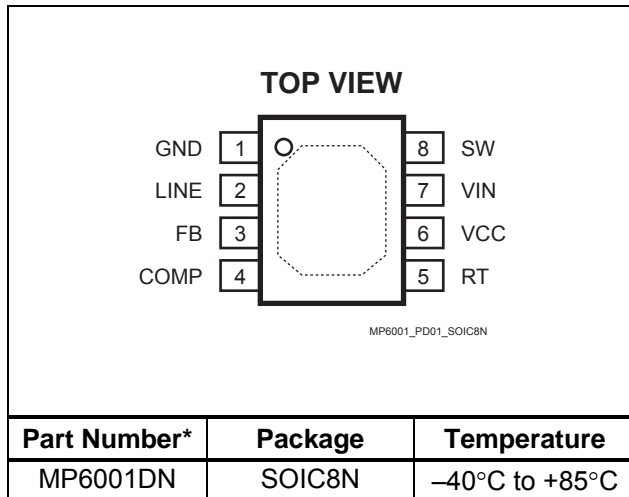 TOP VIEW
GND 1 8 SW
LINE 2 7 VIN
FB 3 6 VCC
COMP 4 5 RT
MP6001_PD01_SOIC8N
Part Number* Package Temperature
MP6001DN SOIC8N –40°C to +85°C